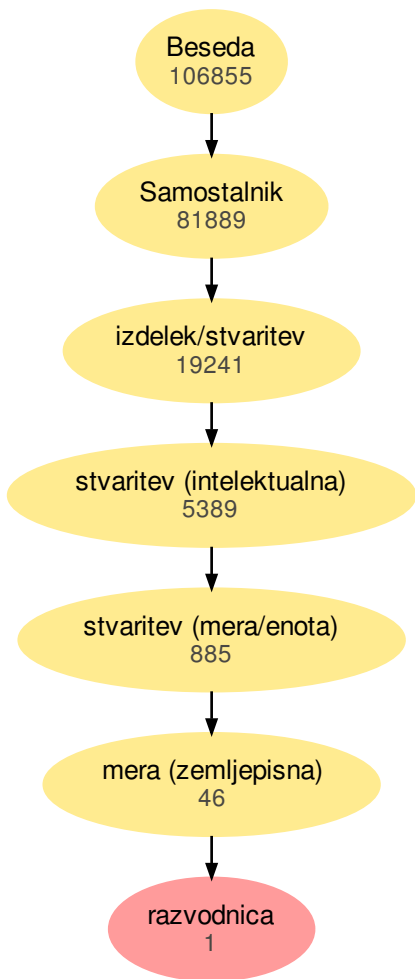 Beseda
106855
Samostalnik
81889
izdelek/stvaritev
19241
stvaritev (intelektualna)
5389
stvaritev (mera/enota)
885
mera (zemljepisna)
46
razvodnica
1